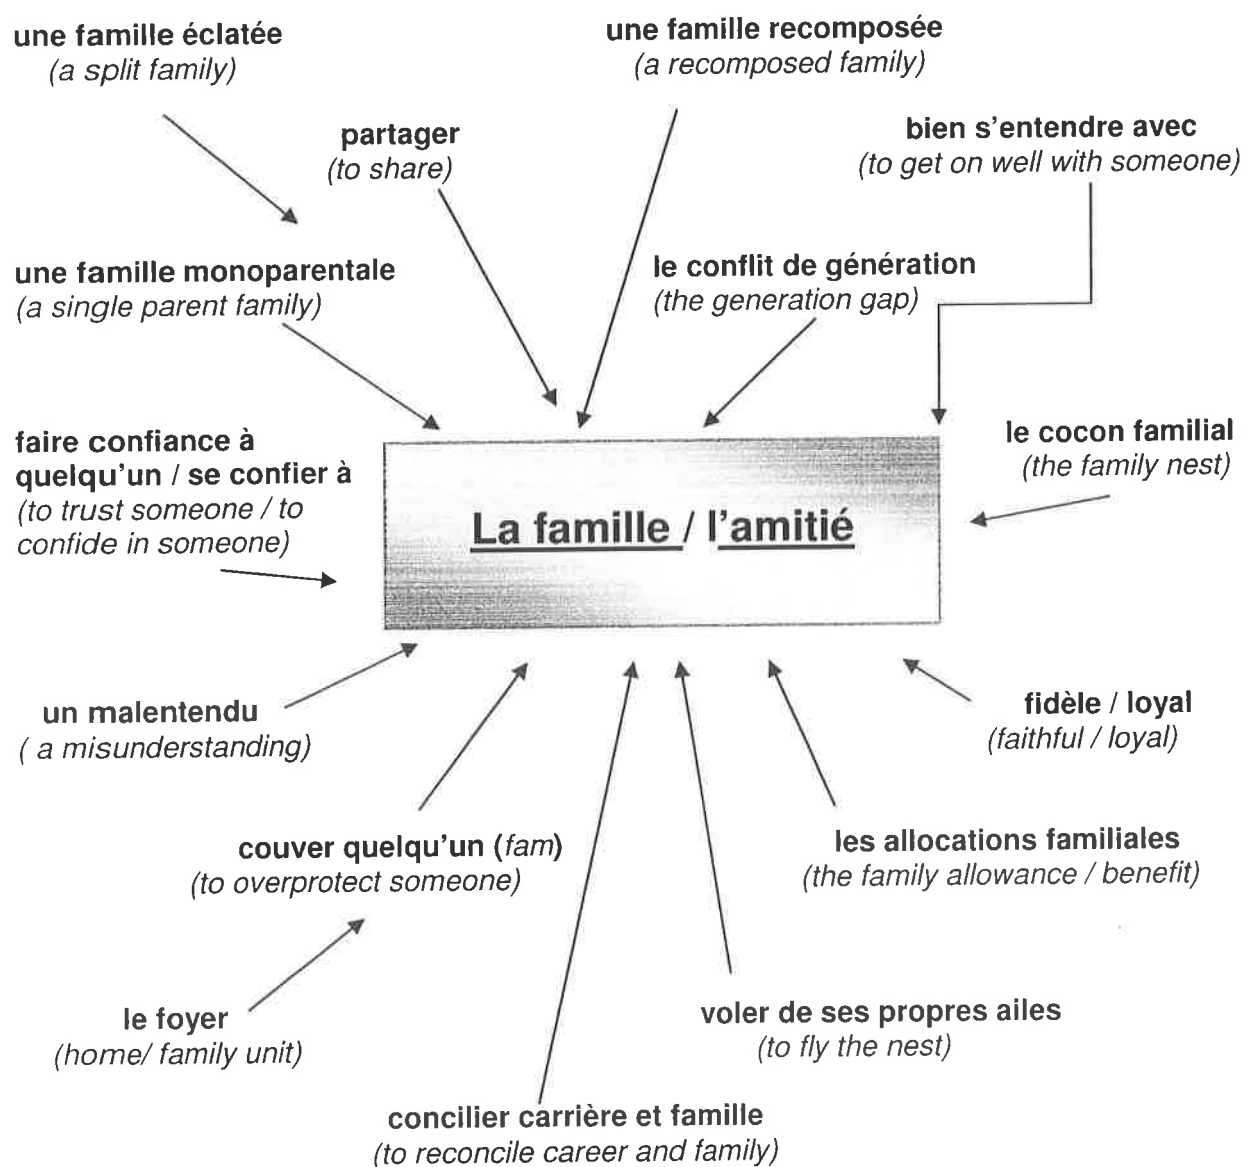 une famille éclatée
(a split family)
une famille recomposée
(a recomposed family)
partager
(to share)
bien s'entendre avec
(to get on well with someone)
une famille monoparentale
(a single parent family)
le conflit de génération
(the generation gap)
faire confiance à
quelqu'un / se confier à
(to trust someone / to
confide in someone)
le cocon familial
(the family nest)
La famille / l'amitié
un malentendu
( a misunderstanding)
fidèle / loyal
(faithful / loyal)
couver quelqu'un (fam)
(to overprotect someone)
les allocations familiales
(the family allowance / benefit)
le foyer
(home/ family unit)
voler de ses propres ailes
(to fly the nest)
concilier carrière et famille
(to reconcile career and family)